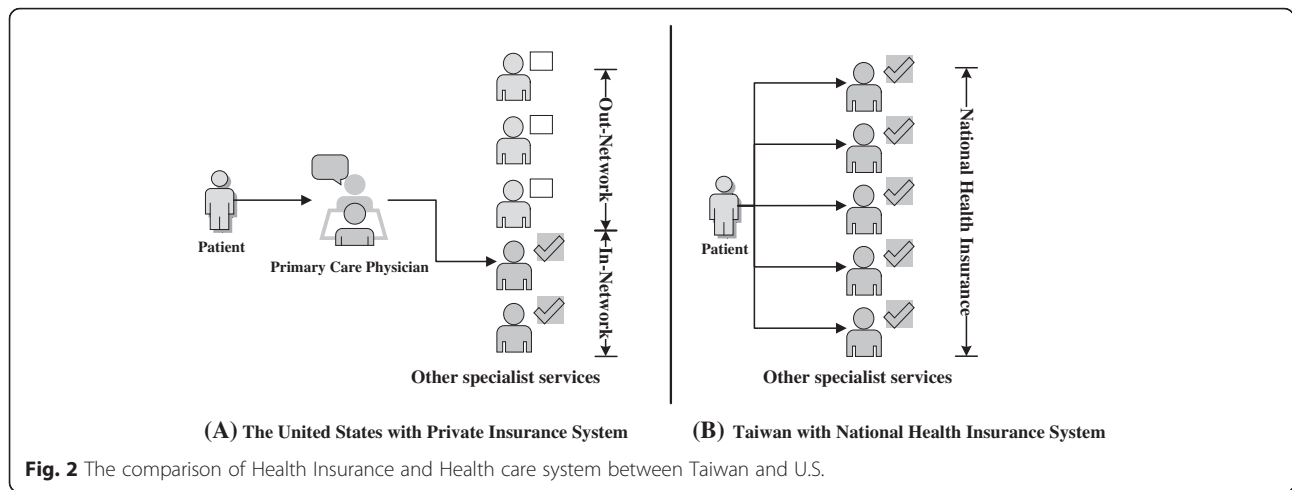 Out-Network
In-Network
Patient
Primary Care Physician
Other specialist services
(A) The United States with Private Insurance System
National Health Insurance
Patient
Other specialist services
(B) Taiwan with National Health Insurance System
Fig. 2 The comparison of Health Insurance and Health care system between Taiwan and U.S.